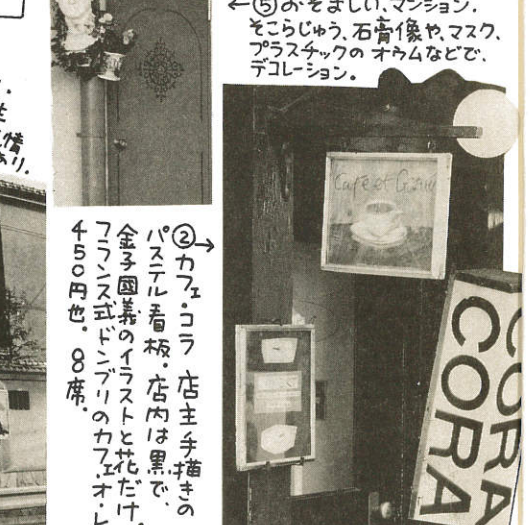 ←⑤おぞましい、マンション.
そこらじゅう、石膏像や、マスク、
プラスチックの オウムなどで、
デコレーション。
情
あり.
②→カフェ・コラ 店主手描きの
パステル看板。店内は黒で、
金子國義のイラストと花だけ。
フランス式ドンブリのカフェ・オ・レ
450円也. 8席.
Café et
CORA
CORA